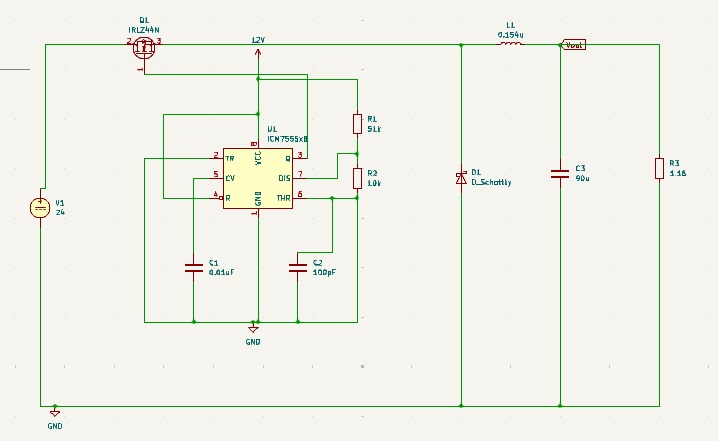 Q1
IRLZ44N
2
3
1
12V
L1
0.154u
Vout
U1
ICM7555xB
8
VCC
2
TR
Q
3
5
CV
DIS
7
4
R
THR
6
GND
1
R1
51k
R2
10k
V1
24
C1
0.01uF
C2
100pF
GND
D1
D_Schottky
C3
90u
R3
1.16
GND